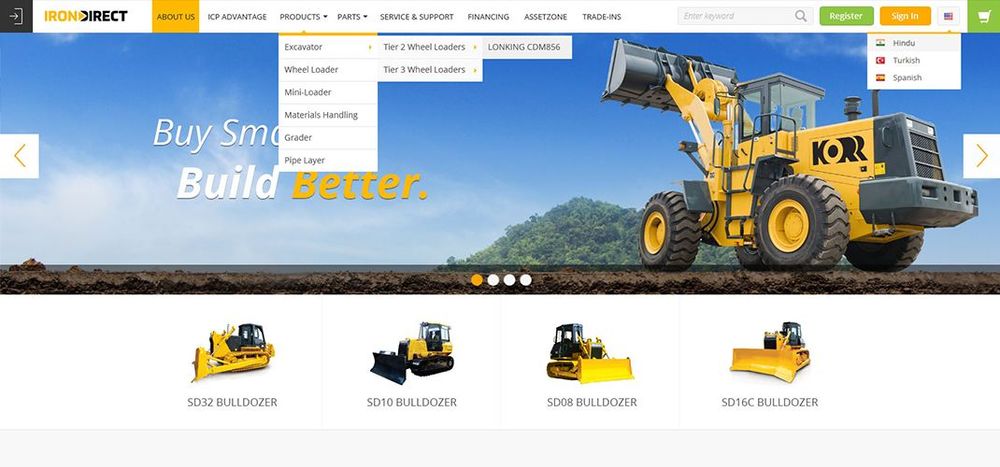 IRONDIRECT
ABOUT US
ICP ADVANTAGE
PRODUCTS
PARTS
SERVICE & SUPPORT
FINANCING
ASSETZONE
TRADE-INS
Enter keyword
Register
Sign In
Excavator
Tier 2 Wheel Loaders
LONKING CDM856
Hindu
Wheel Loader
Tier 3 Wheel Loaders
Turkish
Spanish
Mini-Loader
Materials Handling
Grader
Pipe Layer
Buy Sm
Build Better.
KORR
SD32 BULLDOZER
SD10 BULLDOZER
SD08 BULLDOZER
SD16C BULLDOZER